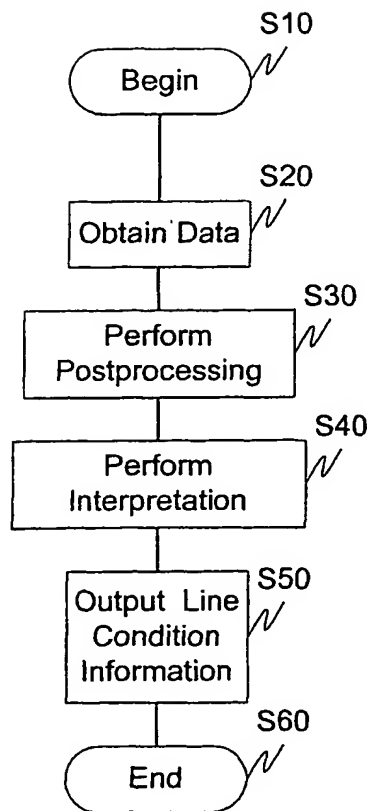 S10
Begin
S20
Obtain Data
S30
Perform
Postprocessing
S40
Perform
Interpretation
S50
Output Line
Condition
Information
S60
End